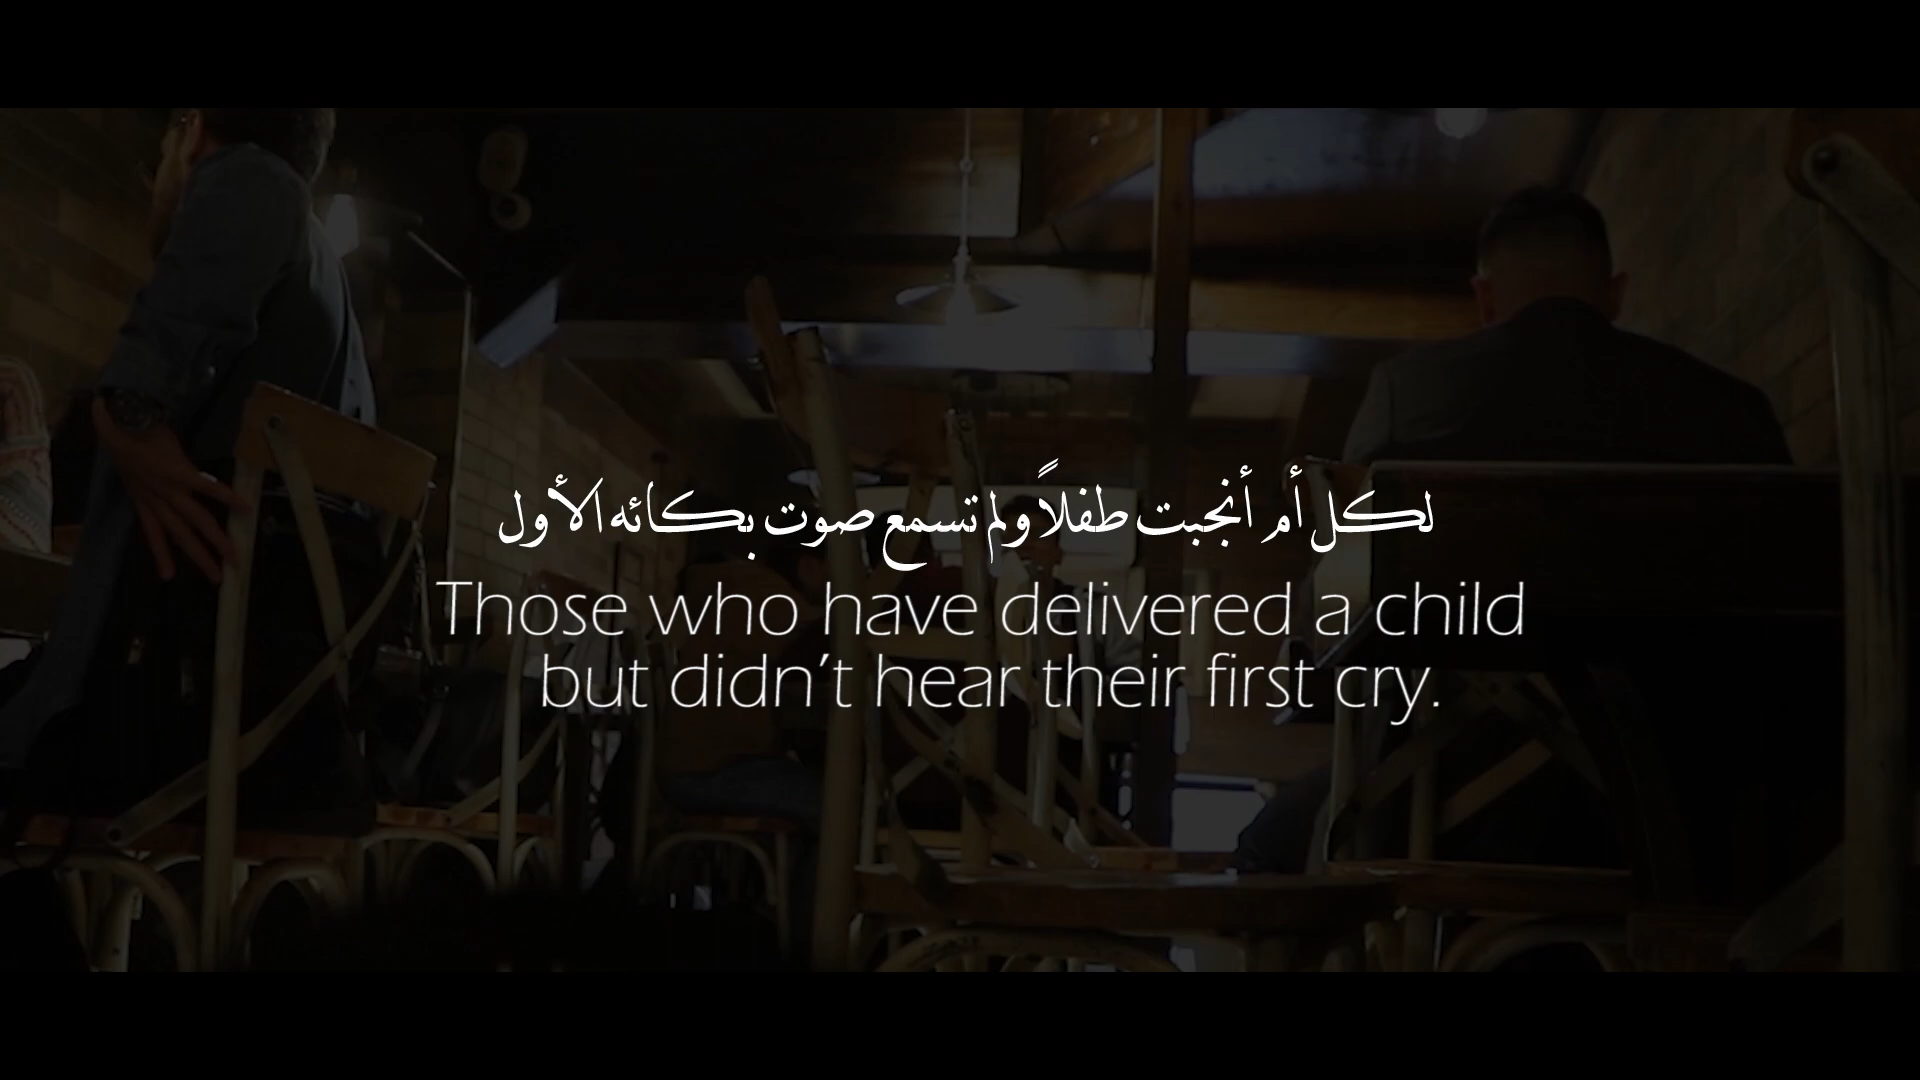 لكل أم أنجبت طفلاً ولم تسمع صوت بكائه الأول
Those who have delivered a child
but didn't hear their first cry.